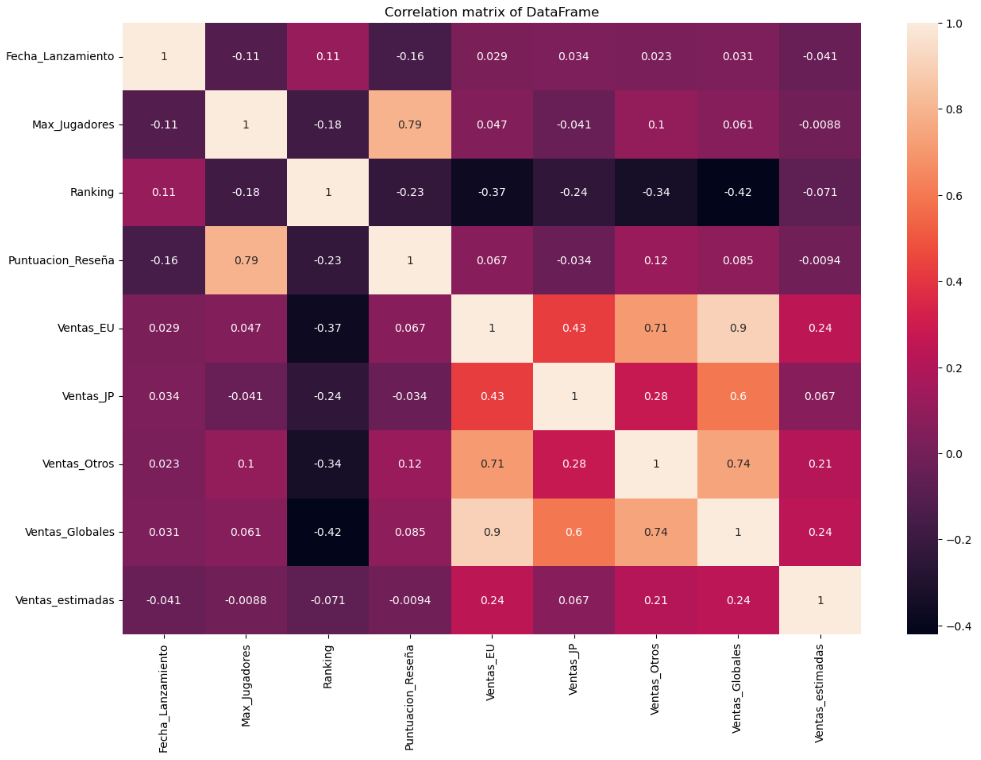 Correlation matrix of DataFrame
Fecha_Lanzamiento 1 -0.11 0.11 -0.16 0.029 0.034 0.023 0.031 -0.041
Max_Jugadores -0.11 1 -0.18 0.79 0.047 -0.041 0.1 0.061 -0.0088
Ranking 0.11 -0.18 1 -0.23 -0.37 -0.24 -0.34 -0.42 -0.071
Puntuacion_Reseña -0.16 0.79 -0.23 1 0.067 -0.034 0.12 0.085 -0.0094
Ventas_EU 0.029 0.047 -0.37 0.067 1 0.43 0.71 0.9 0.24
Ventas_JP 0.034 -0.041 -0.24 -0.034 0.43 1 0.28 0.6 0.067
Ventas_Otros 0.023 0.1 -0.34 0.12 0.71 0.28 1 0.74 0.21
Ventas_Globales 0.031 0.061 -0.42 0.085 0.9 0.6 0.74 1 0.24
Ventas_estimadas -0.041 -0.0088 -0.071 -0.0094 0.24 0.067 0.21 0.24 1
Fecha_Lanzamiento
Max_Jugadores
Ranking
Puntuacion_Reseña
Ventas_EU
Ventas_JP
Ventas_Otros
Ventas_Globales
Ventas_estimadas
1.0
0.8
0.6
0.4
0.2
0.0
−0.2
−0.4